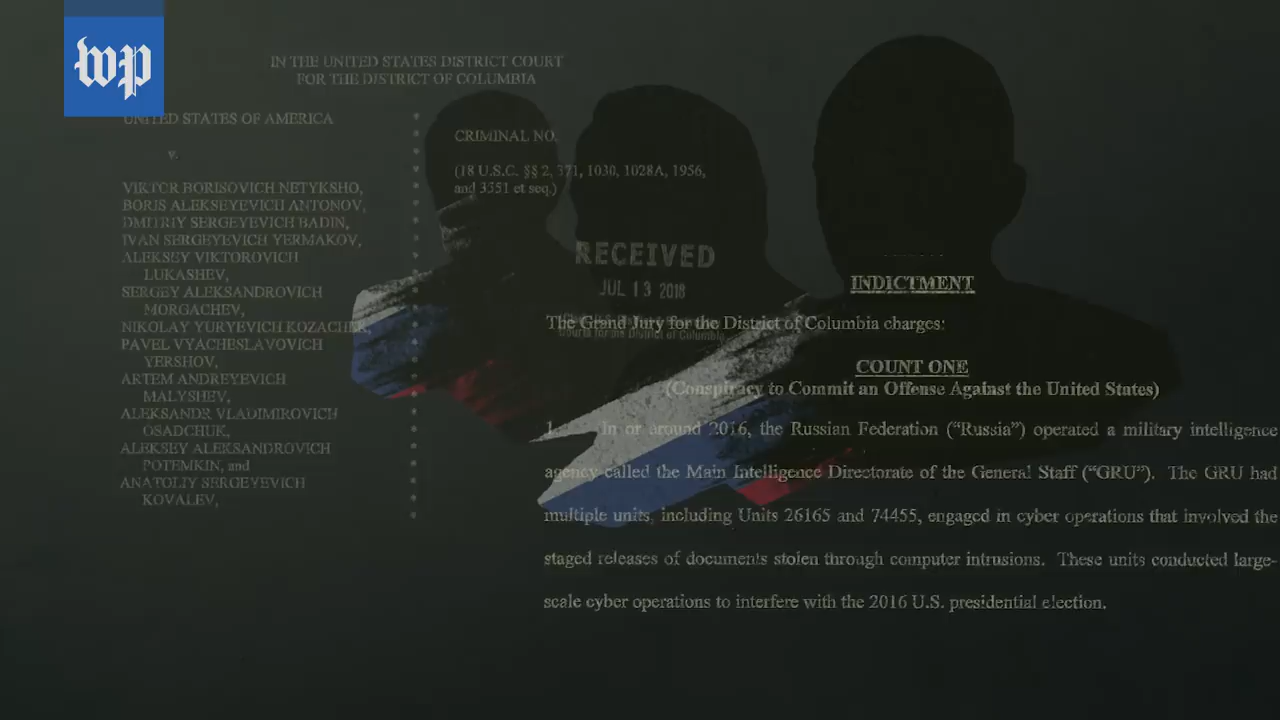 wp
IN THE UNITED STATES DISTRICT COURT
FOR THE DISTRICT OF COLUMBIA
UNITED STATES OF AMERICA
v.
VIKTOR BORISOVICH NETYKSHO,
BORIS ALEKSEYEVICH ANTONOV,
DMITRIY SERGEYEVICH BADIN,
IVAN SERGEYEVICH YERMAKOV,
ALEKSEY VIKTOROVICH
LUKASHEV,
SERGEY ALEKSANDROVICH
MORGACHEV,
NIKOLAY YURYEVICH KOZACHEK,
PAVEL VYACHESLAVOVICH
YERSHOV,
ARTEM ANDREYEVICH
MALYSHEV,
ALEKSANDR VLADIMIROVICH
OSADCHUK,
ALEKSEY ALEKSANDROVICH
POTEMKIN, and
ANATOLIY SERGEYEVICH
KOVALEV,
CRIMINAL NO.
(18 U.S.C. §§ 2, 371, 1030, 1028A, 1956,
and 3551 et seq.)
RECEIVED
JUL 13 2018
Courts for the District of Columbia
INDICTMENT
The Grand Jury for the District of Columbia charges:
COUNT ONE
(Conspiracy to Commit an Offense Against the United States)
1. In or around 2016, the Russian Federation (“Russia”) operated a military intelligence
agency called the Main Intelligence Directorate of the General Staff (“GRU”). The GRU had
multiple units, including Units 26165 and 74455, engaged in cyber operations that involved the
staged releases of documents stolen through computer intrusions. These units conducted large-
scale cyber operations to interfere with the 2016 U.S. presidential election.